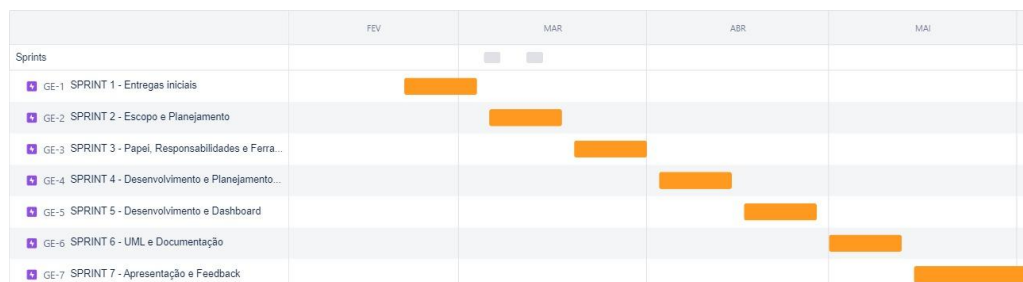 FEV MAR ABR MAI
Sprints
GE-1 SPRINT 1 - Entregas iniciais
GE-2 SPRINT 2 - Escopo e Planejamento
GE-3 SPRINT 3 - Papei, Responsabilidades e Ferra...
GE-4 SPRINT 4 - Desenvolvimento e Planejamento...
GE-5 SPRINT 5 - Desenvolvimento e Dashboard
GE-6 SPRINT 6 - UML e Documentação
GE-7 SPRINT 7 - Apresentação e Feedback